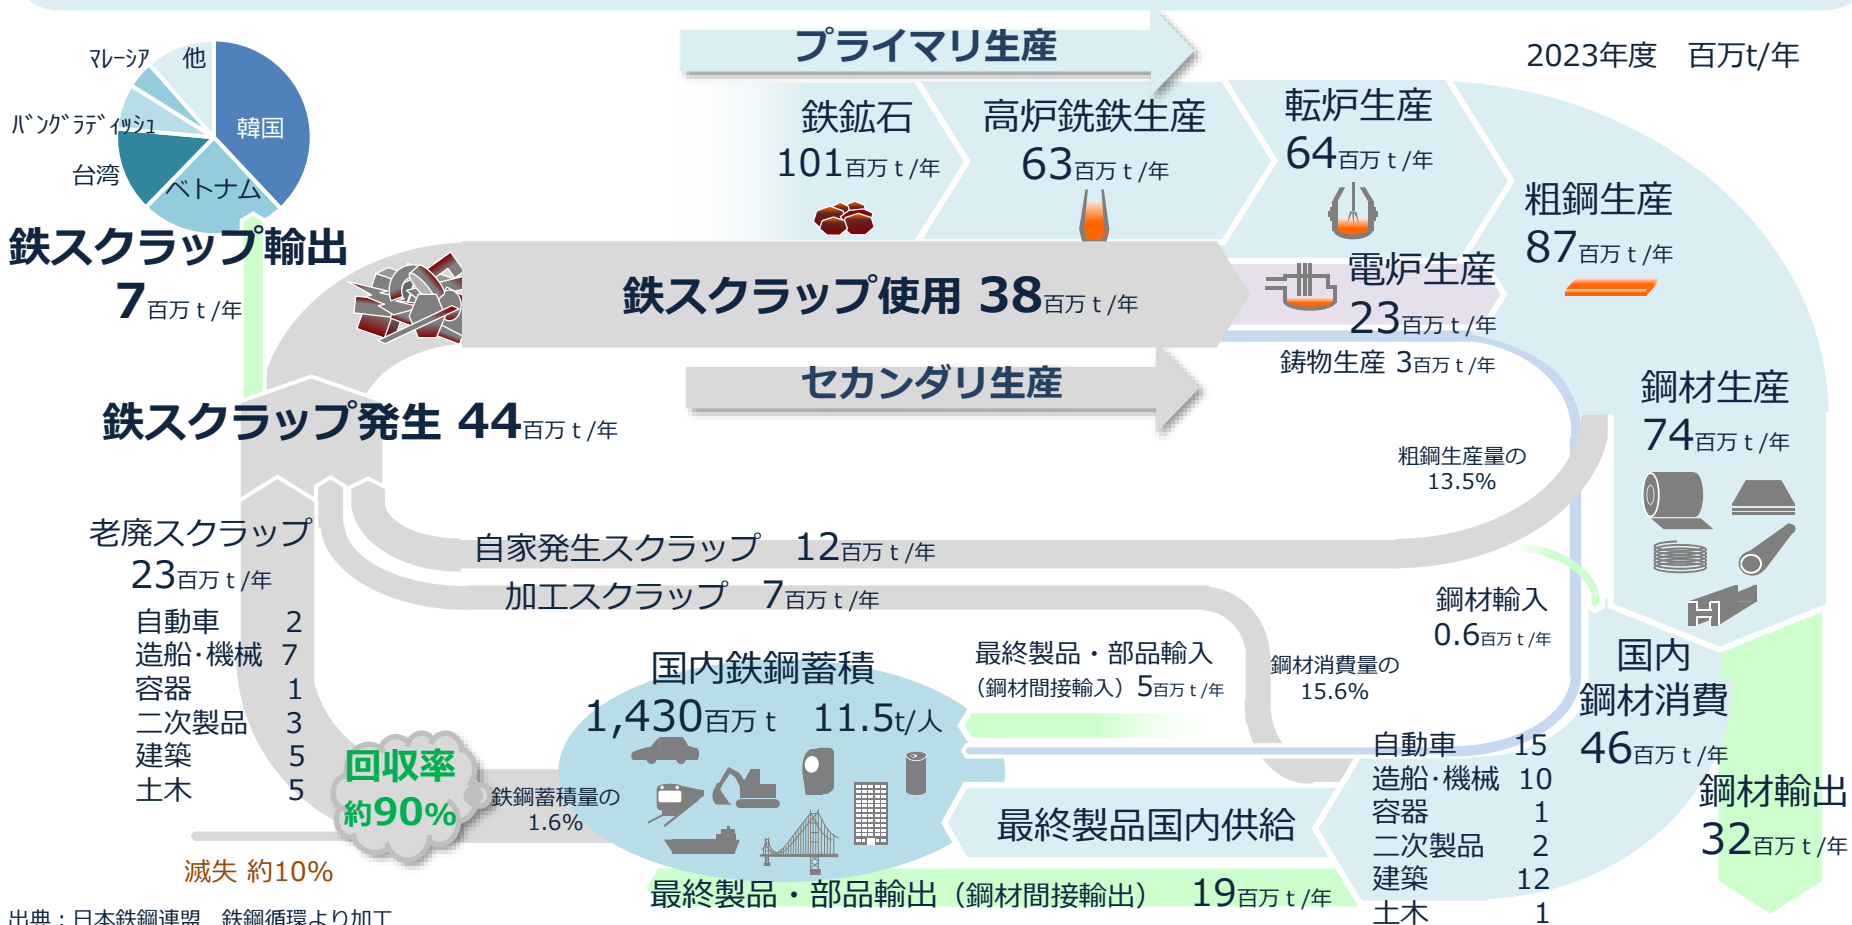 プライマリ生産
2023年度　百万t/年
ﾏﾚｰｼｱ
他
韓国
ﾊﾞﾝｸﾞﾗﾃﾞｨｯｼｭ
台湾
ベトナム
鉄スクラップ輸出
7百万ｔ/年
鉄鉱石
101百万ｔ/年
高炉銑鉄生産
63百万ｔ/年
転炉生産
64百万ｔ/年
粗鋼生産
87百万ｔ/年
鉄スクラップ使用 38百万ｔ/年
電炉生産
23百万ｔ/年
鋳物生産 3百万ｔ/年
セカンダリ生産
鋼材生産
74百万ｔ/年
鉄スクラップ発生 44百万ｔ/年
粗鋼生産量の
13.5%
老廃スクラップ
23百万ｔ/年
自動車 2
造船･機械 7
容器 1
二次製品 3
建築 5
土木 5
自家発生スクラップ　12百万ｔ/年
加工スクラップ　7百万ｔ/年
鋼材輸入
0.6百万ｔ/年
国内鉄鋼蓄積
1,430百万ｔ　11.5t/人
最終製品・部品輸入
（鋼材間接輸入）5百万ｔ/年
鋼材消費量の
15.6%
国内
鋼材消費
46百万ｔ/年
自動車 15
造船･機械 10
容器 1
二次製品 2
建築 12
土木 1
鋼材輸出
32百万ｔ/年
回収率
約90%
鉄鋼蓄積量の
1.6%
最終製品国内供給
滅失 約10%
最終製品・部品輸出（鋼材間接輸出）　19百万ｔ/年
出典：日本鉄鋼連盟　鉄鋼循環より加工